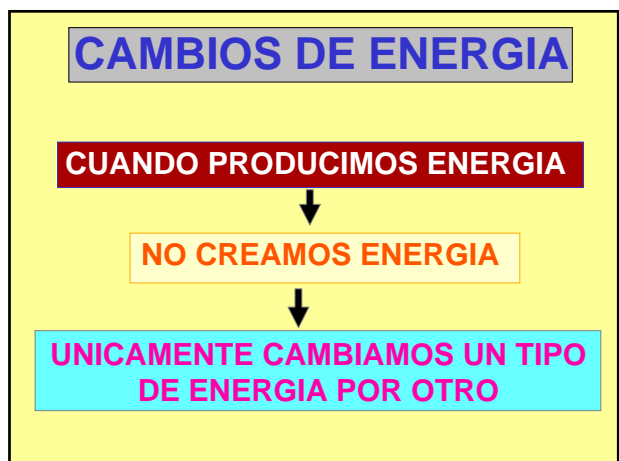 CAMBIOS DE ENERGIA
CUANDO PRODUCIMOS ENERGIA
NO CREAMOS ENERGIA
UNICAMENTE CAMBIAMOS UN TIPO
DE ENERGIA POR OTRO